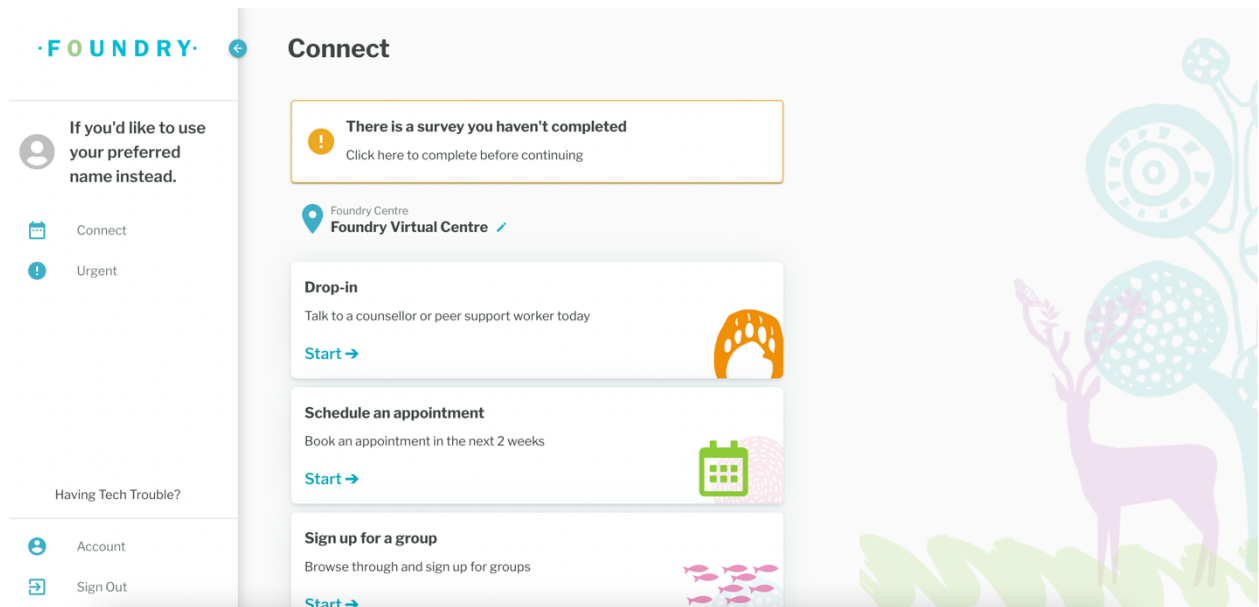 ·FOUNDRY·
If you'd like to use
your preferred
name instead.
Connect
Urgent
Having Tech Trouble?
Account
Sign Out
Connect
There is a survey you haven't completed
Click here to complete before continuing
Foundry Centre
Foundry Virtual Centre
Drop-in
Talk to a counsellor or peer support worker today
Start →
Schedule an appointment
Book an appointment in the next 2 weeks
Start →
Sign up for a group
Browse through and sign up for groups
Start →